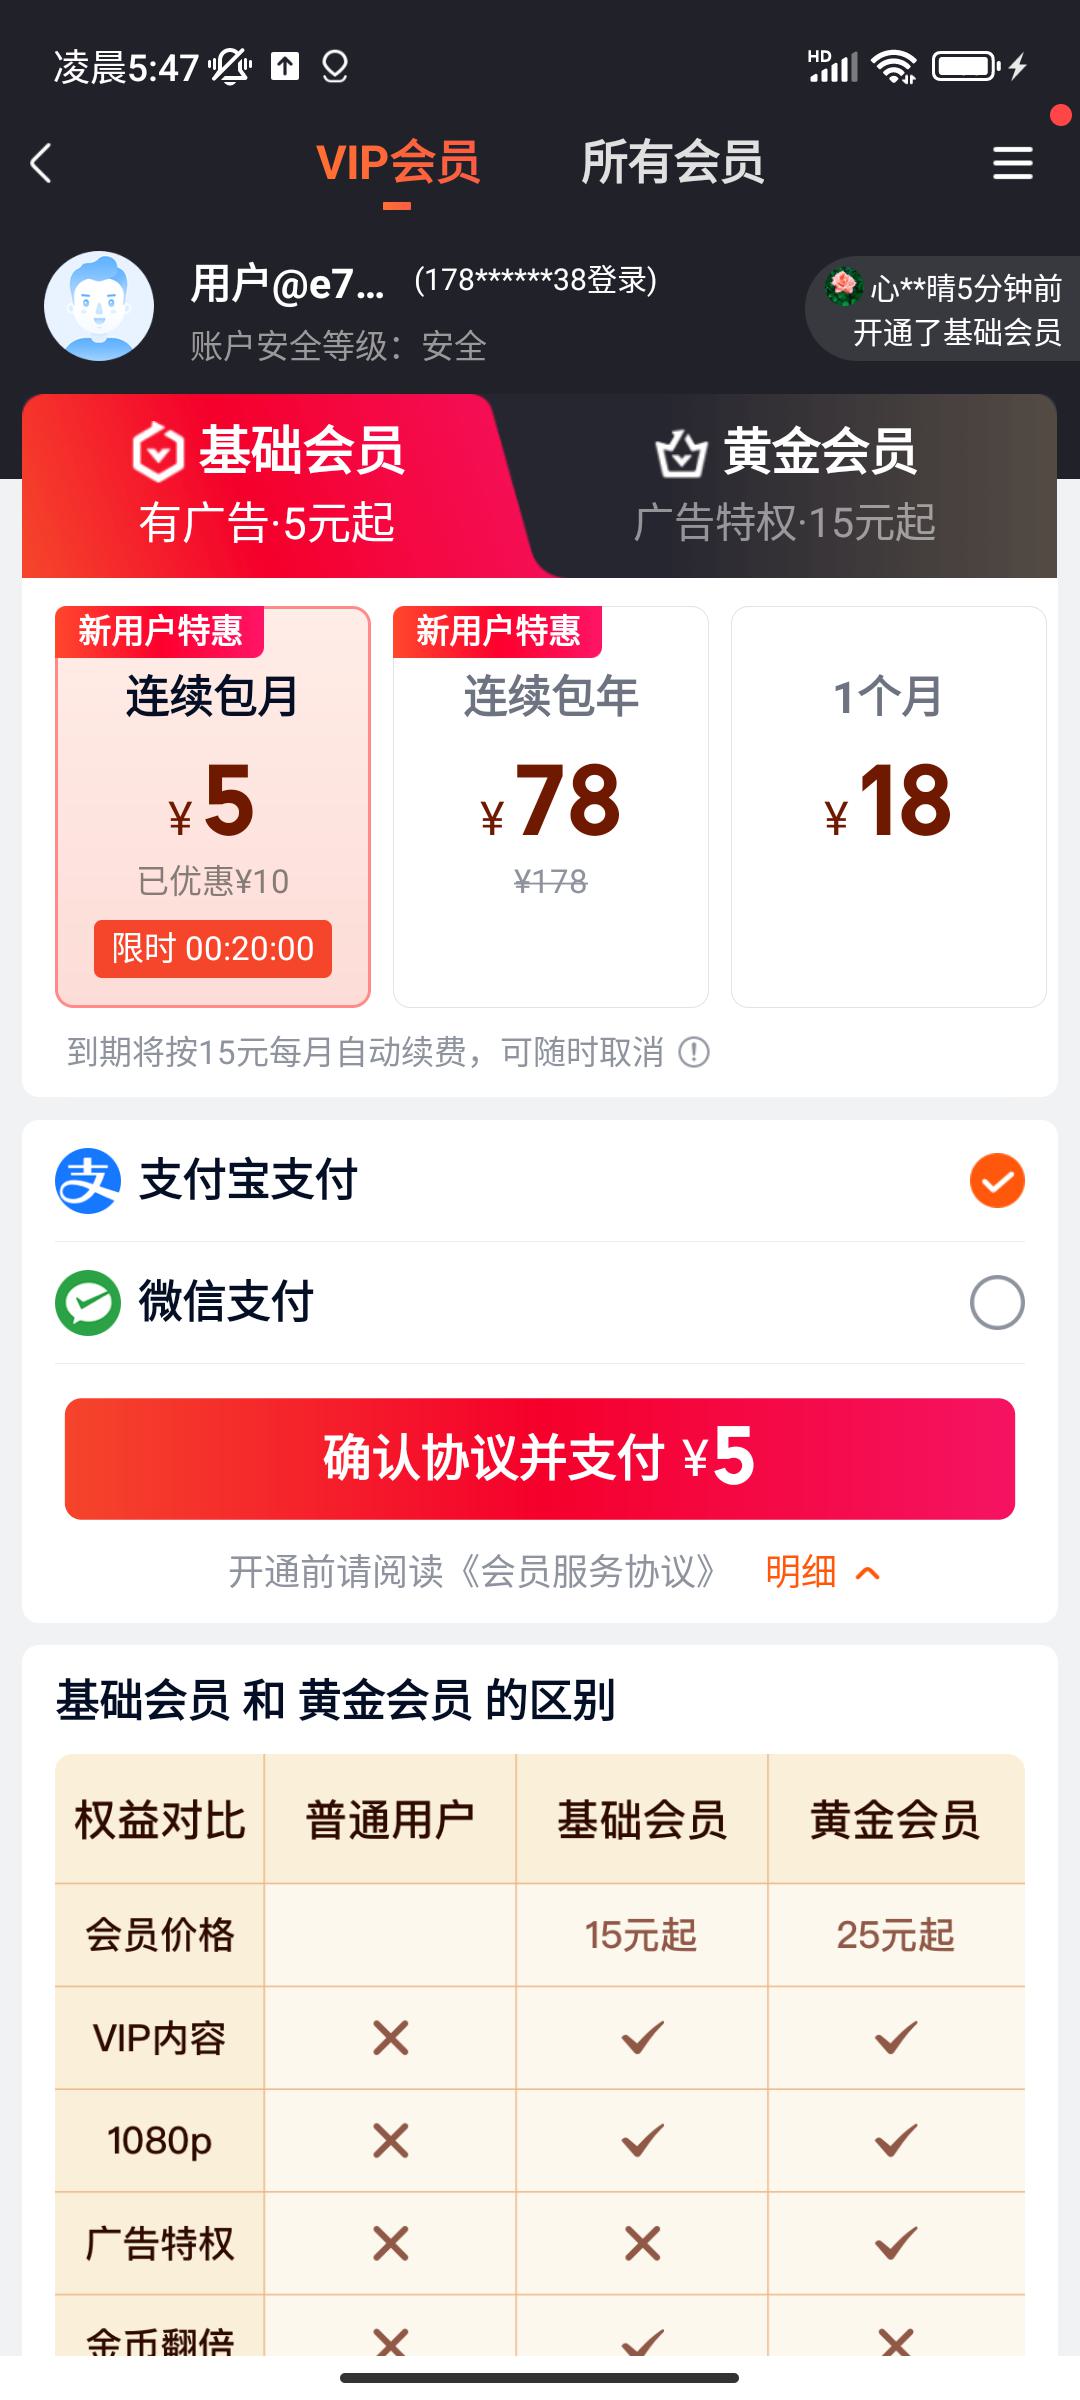 凌晨5:47
HD
VIP会员 所有会员
用户@e7... (178******38登录)
账户安全等级：安全
心**晴5分钟前
开通了基础会员
基础会员
有广告·5元起
黄金会员
广告特权·15元起
新用户特惠
连续包月
¥5
已优惠¥10
限时 00:20:00
新用户特惠
连续包年
¥78
¥178
1个月
¥18
到期将按15元每月自动续费，可随时取消
支付宝支付
微信支付
确认协议并支付 ¥5
开通前请阅读《会员服务协议》 明细
基础会员 和 黄金会员 的区别
权益对比 普通用户 基础会员 黄金会员
会员价格 15元起 25元起
VIP内容
1080p
广告特权
金币翻倍